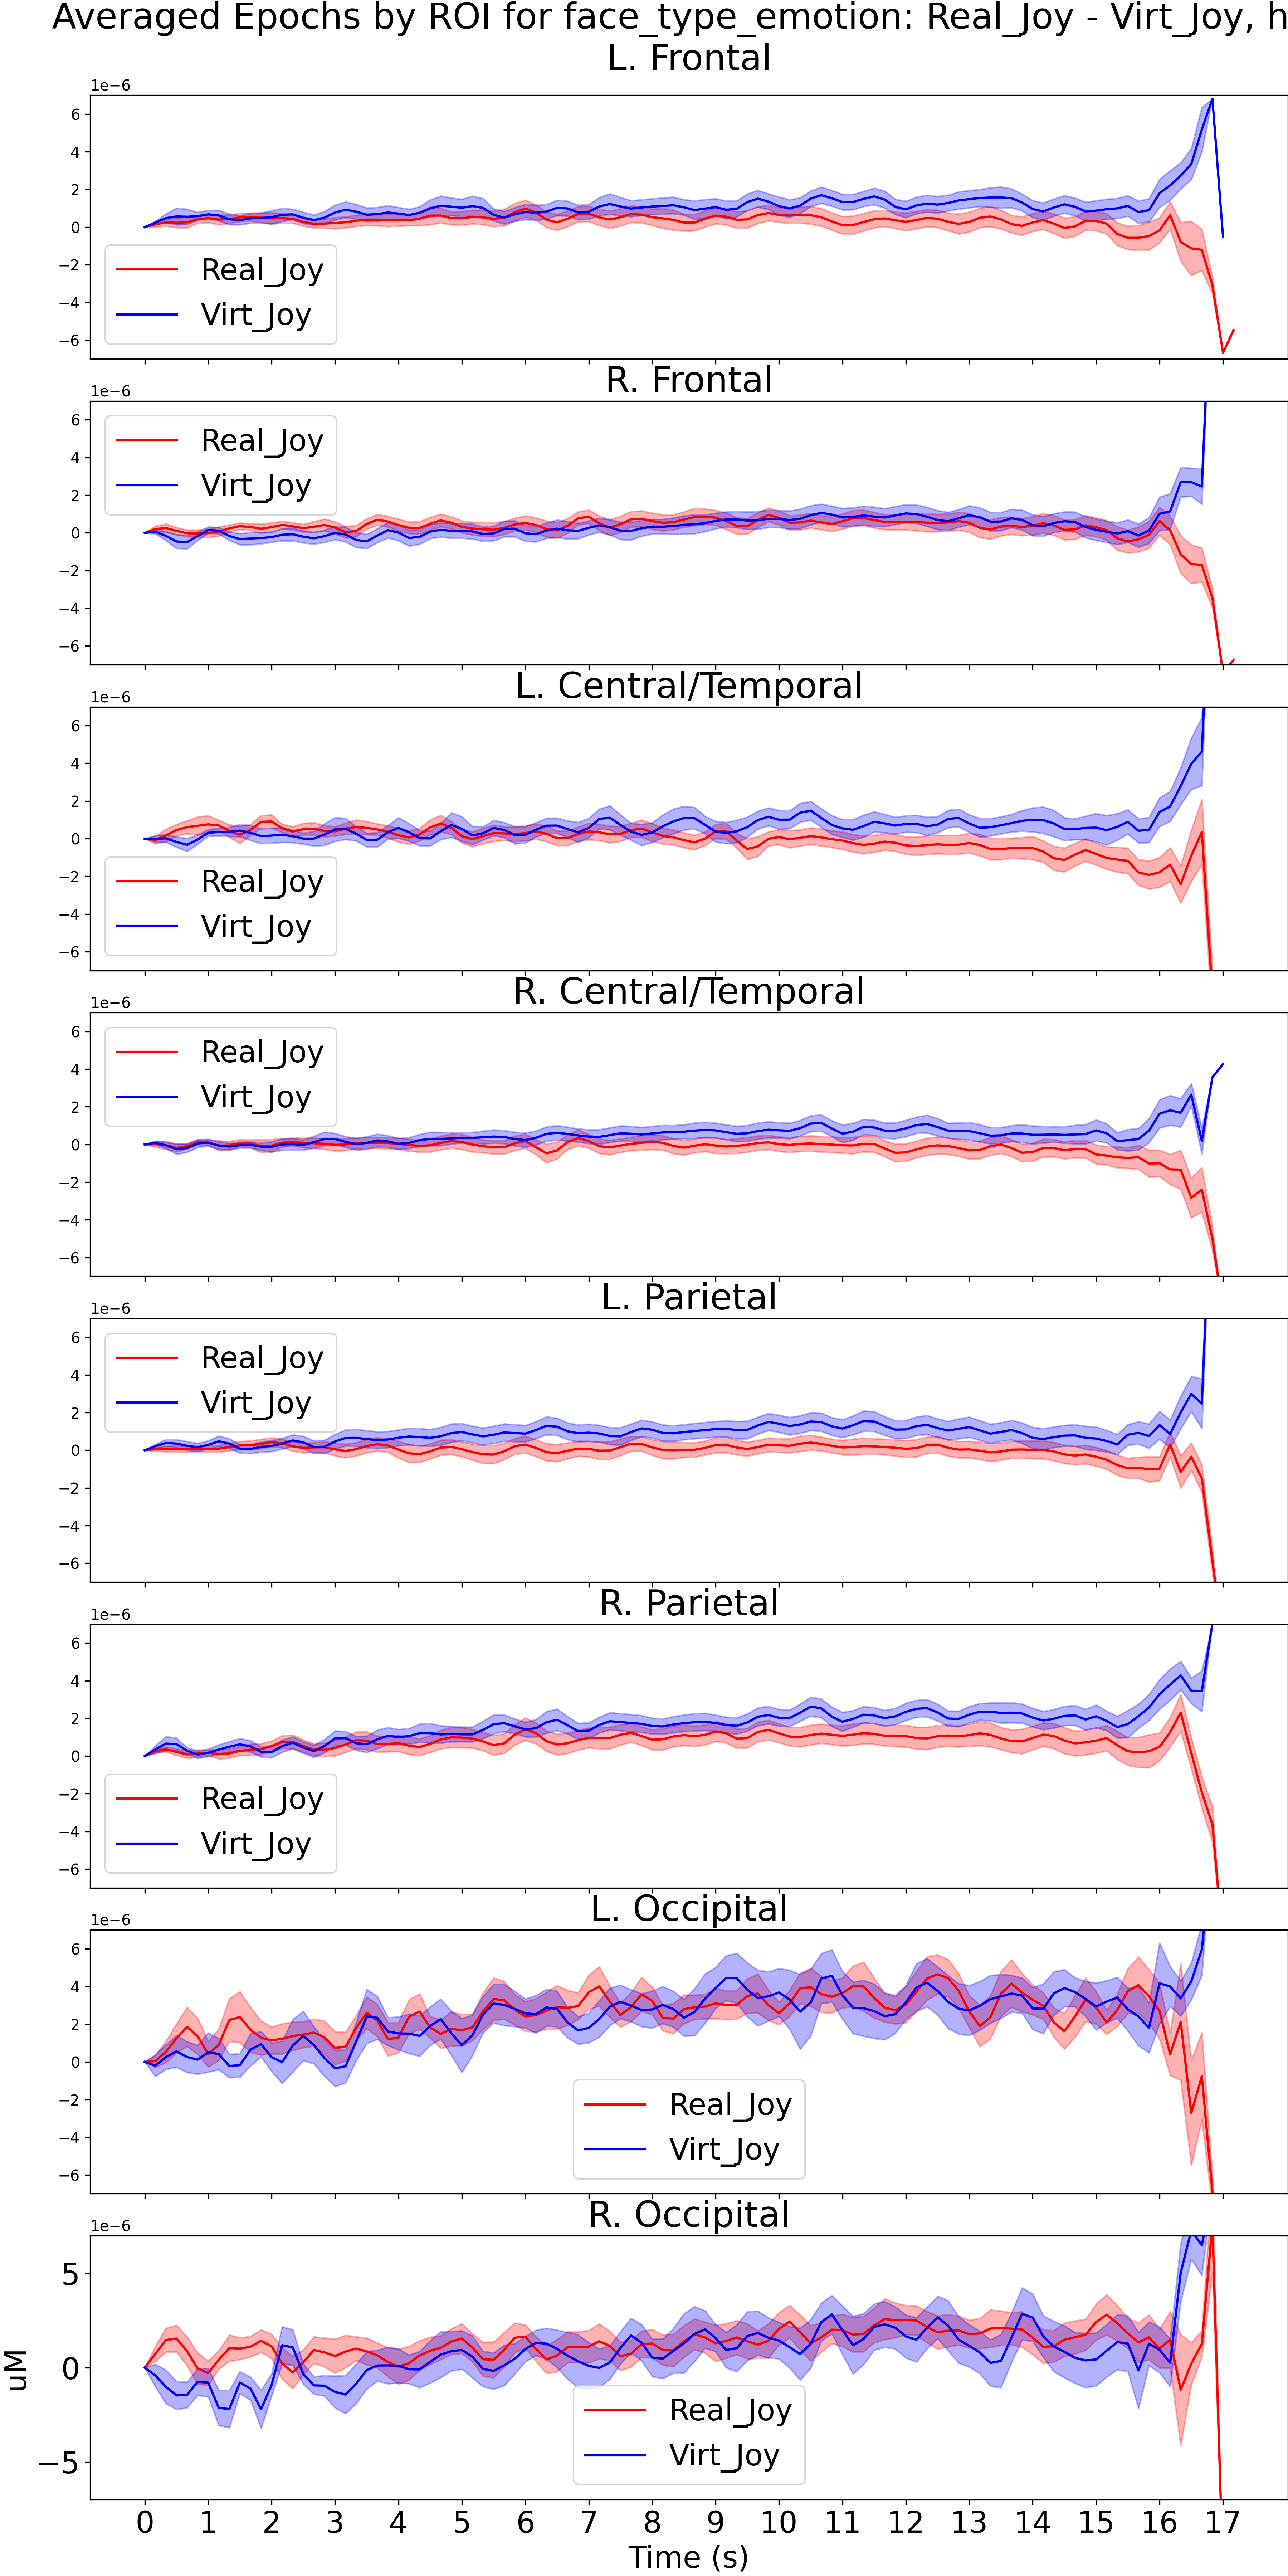 Averaged Epochs by ROI for face_type_emotion: Real_Joy - Virt_Joy, h
L. Frontal
1e−6
6
4
2
0
−2
−4
−6
Real_Joy
Virt_Joy
R. Frontal
1e−6
6
4
2
0
−2
−4
−6
Real_Joy
Virt_Joy
L. Central/Temporal
1e−6
6
4
2
0
−2
−4
−6
Real_Joy
Virt_Joy
R. Central/Temporal
1e−6
6
4
2
0
−2
−4
−6
Real_Joy
Virt_Joy
L. Parietal
1e−6
6
4
2
0
−2
−4
−6
Real_Joy
Virt_Joy
R. Parietal
1e−6
6
4
2
0
−2
−4
−6
Real_Joy
Virt_Joy
L. Occipital
1e−6
6
4
2
0
−2
−4
−6
Real_Joy
Virt_Joy
R. Occipital
1e−6
5
0
−5
uM
Real_Joy
Virt_Joy
0 1 2 3 4 5 6 7 8 9 10 11 12 13 14 15 16 17
Time (s)